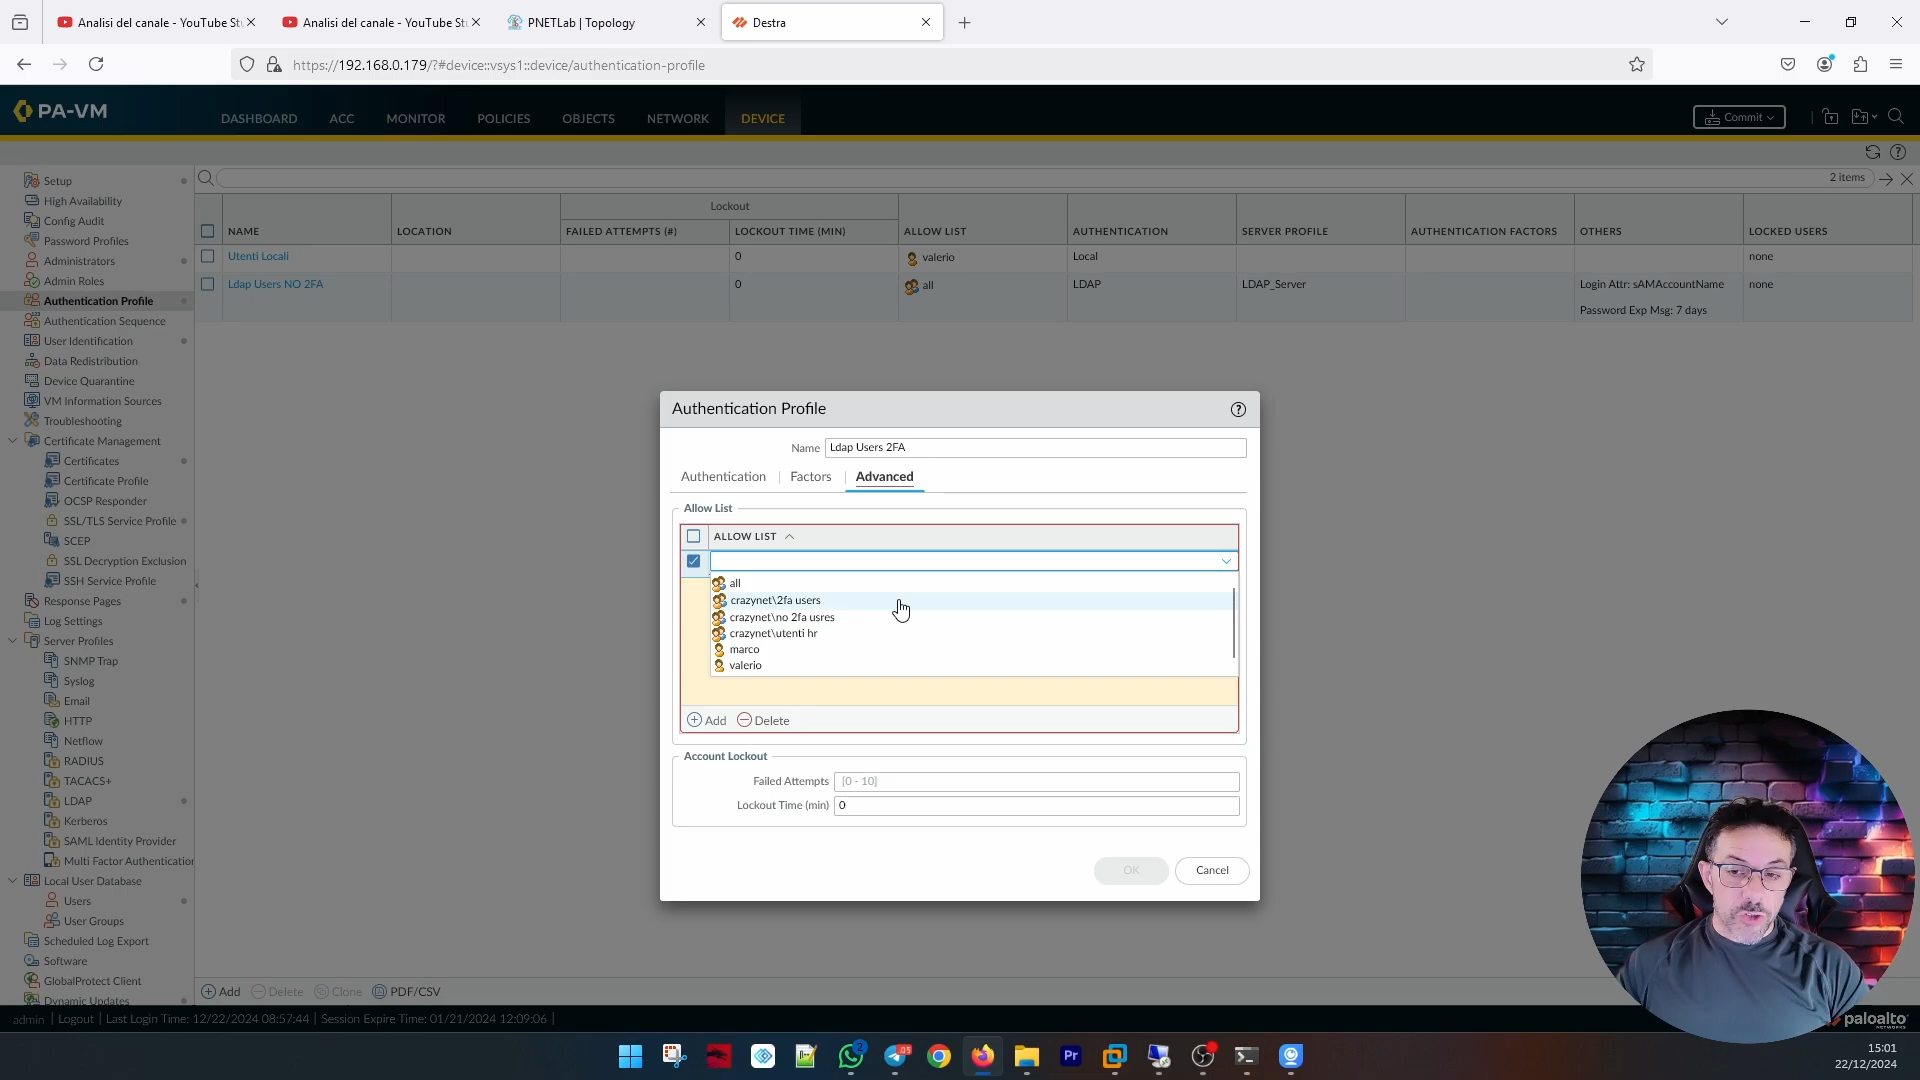 Analisi del canale - YouTube St
Analisi del canale - YouTube St
PNETLab | Topology
Destra
https://192.168.0.179/?#device::vsys1::device/authentication-profile
PA-VM
DASHBOARD
ACC
MONITOR
POLICIES
OBJECTS
NETWORK
DEVICE
Commit
2 items
Setup
High Availability
Config Audit
Password Profiles
Administrators
Admin Roles
Authentication Profile
Authentication Sequence
User Identification
Data Redistribution
Device Quarantine
VM Information Sources
Troubleshooting
Certificate Management
Certificates
Certificate Profile
OCSP Responder
SSL/TLS Service Profile
SCEP
SSL Decryption Exclusion
SSH Service Profile
Response Pages
Log Settings
Server Profiles
SNMP Trap
Syslog
Email
HTTP
Netflow
RADIUS
TACACS+
LDAP
Kerberos
SAML Identity Provider
Multi Factor Authentication
Local User Database
Users
User Groups
Scheduled Log Export
Software
GlobalProtect Client
Dynamic Updates
Lockout
NAME LOCATION FAILED ATTEMPTS (#) LOCKOUT TIME (MIN) ALLOW LIST AUTHENTICATION SERVER PROFILE AUTHENTICATION FACTORS OTHERS LOCKED USERS
Utenti Locali 0 valerio Local none
Ldap Users NO 2FA 0 all LDAP LDAP_Server Login Attr: sAMAccountName none
Password Exp Msg: 7 days
Authentication Profile
Name Ldap Users 2FA
Authentication
Factors
Advanced
Allow List
ALLOW LIST
all
crazynet\2fa users
crazynet\no 2fa usres
crazynet\utenti hr
marco
valerio
Add Delete
Account Lockout
Failed Attempts [0 - 10]
Lockout Time (min) 0
OK Cancel
Add Delete Clone PDF/CSV
admin | Logout | Last Login Time: 12/22/2024 08:57:44 | Session Expire Time: 01/21/2024 12:09:06 |
paloalto
NETWORKS
2
05
Pr
15:01
22/12/2024